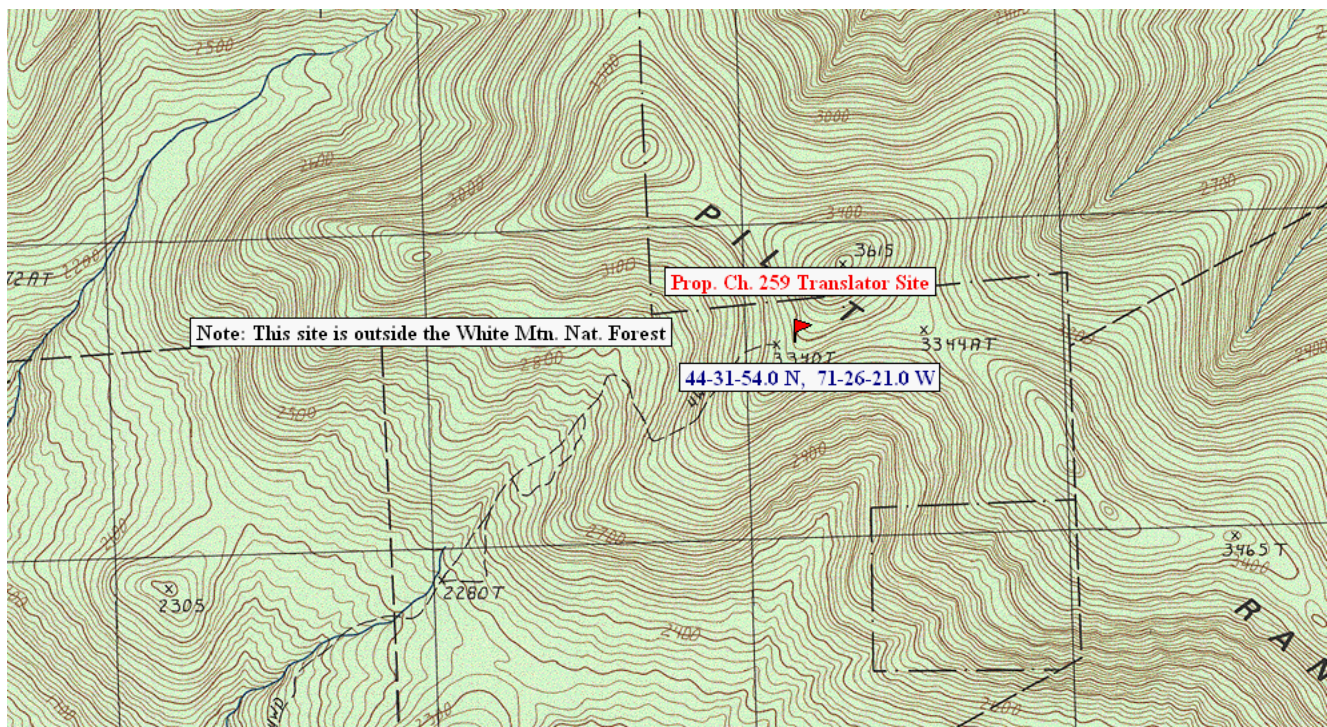 2500
2600
3000
3000
2700
3400
P I L O T
3615
2200
Prop. Ch. 259 Translator Site
3100
Note: This site is outside the White Mtn. Nat. Forest
3340T
3344AT
2800
44-31-54.0 N, 71-26-21.0 W
2500
2900
2700
3465T
3400
2305
2280T
2400
R A N